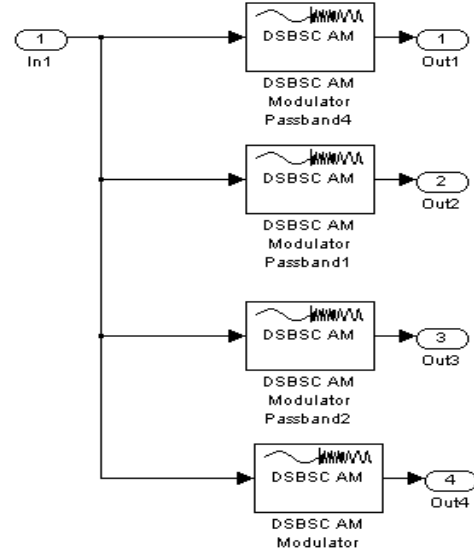 DSBSC AM
1
In1
1
Out1
DSBSC AM
Modulator
Passband4
DSBSC AM
2
Out2
DSBSC AM
Modulator
Passband1
DSBSC AM
3
Out3
DSBSC AM
Modulator
Passband2
DSBSC AM
4
Out4
DSBSC AM
Modulator